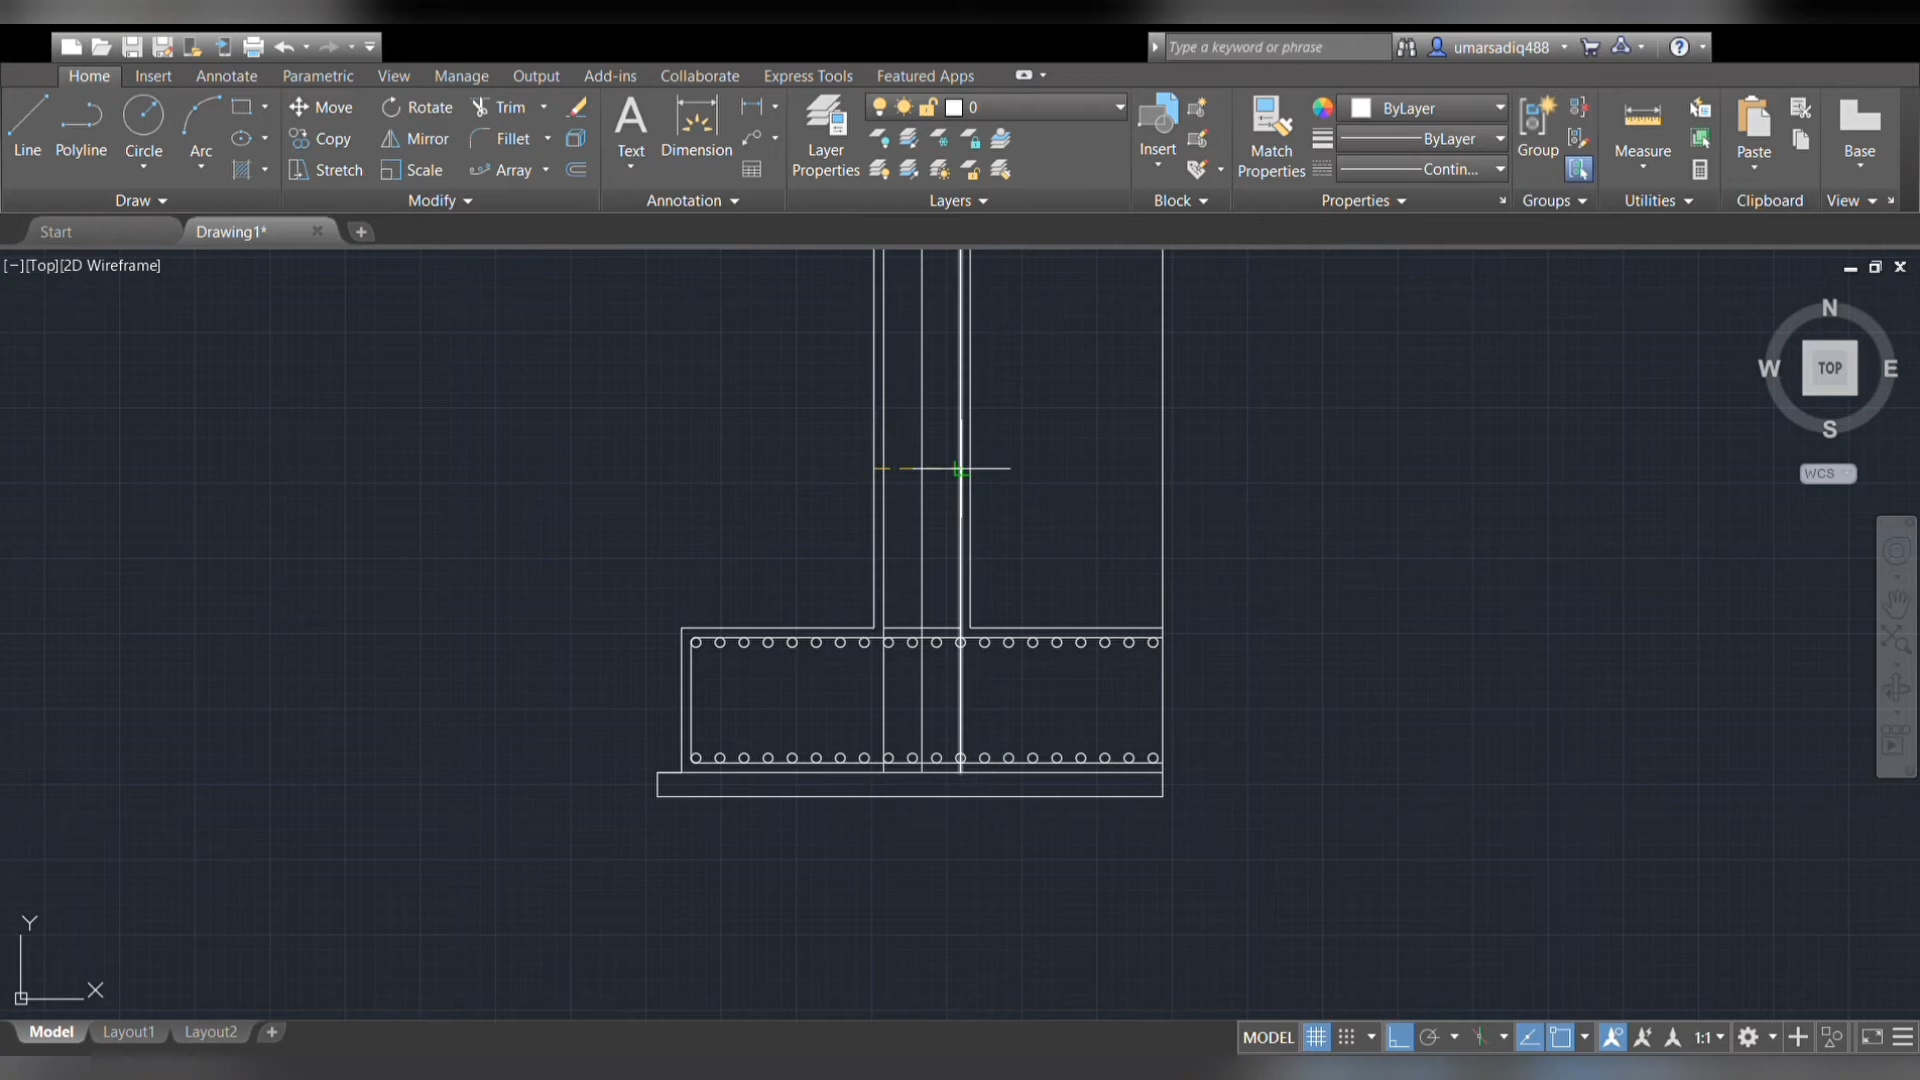 Type a keyword or phrase
umarsadiq488
Home Insert Annotate Parametric View Manage Output Add-ins Collaborate Express Tools Featured Apps
Line Polyline Circle Arc
Move Rotate Trim
Copy Mirror Fillet
Stretch Scale Array
Text Dimension
Layer Properties
0
Insert
Match Properties
ByLayer
ByLayer
Contin...
Group
Measure
Paste
Base
Draw Modify Annotation Layers Block Properties Groups Utilities Clipboard View
Start Drawing1*
[−][Top][2D Wireframe]
N
W TOP E
S
WCS
Y
X
Model Layout1 Layout2
MODEL 1:1